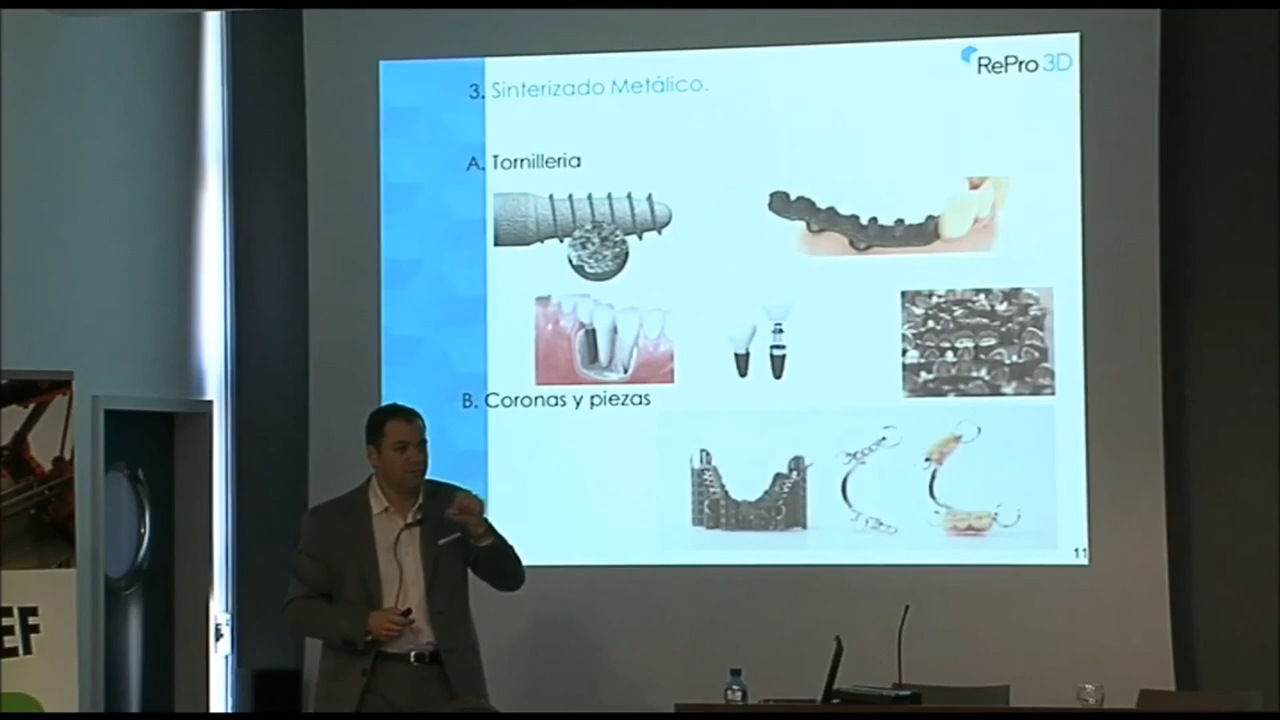 RePro 3D
3. Sinterizado Metálico.
A. Tornilleria
B. Coronas y piezas
11
EF